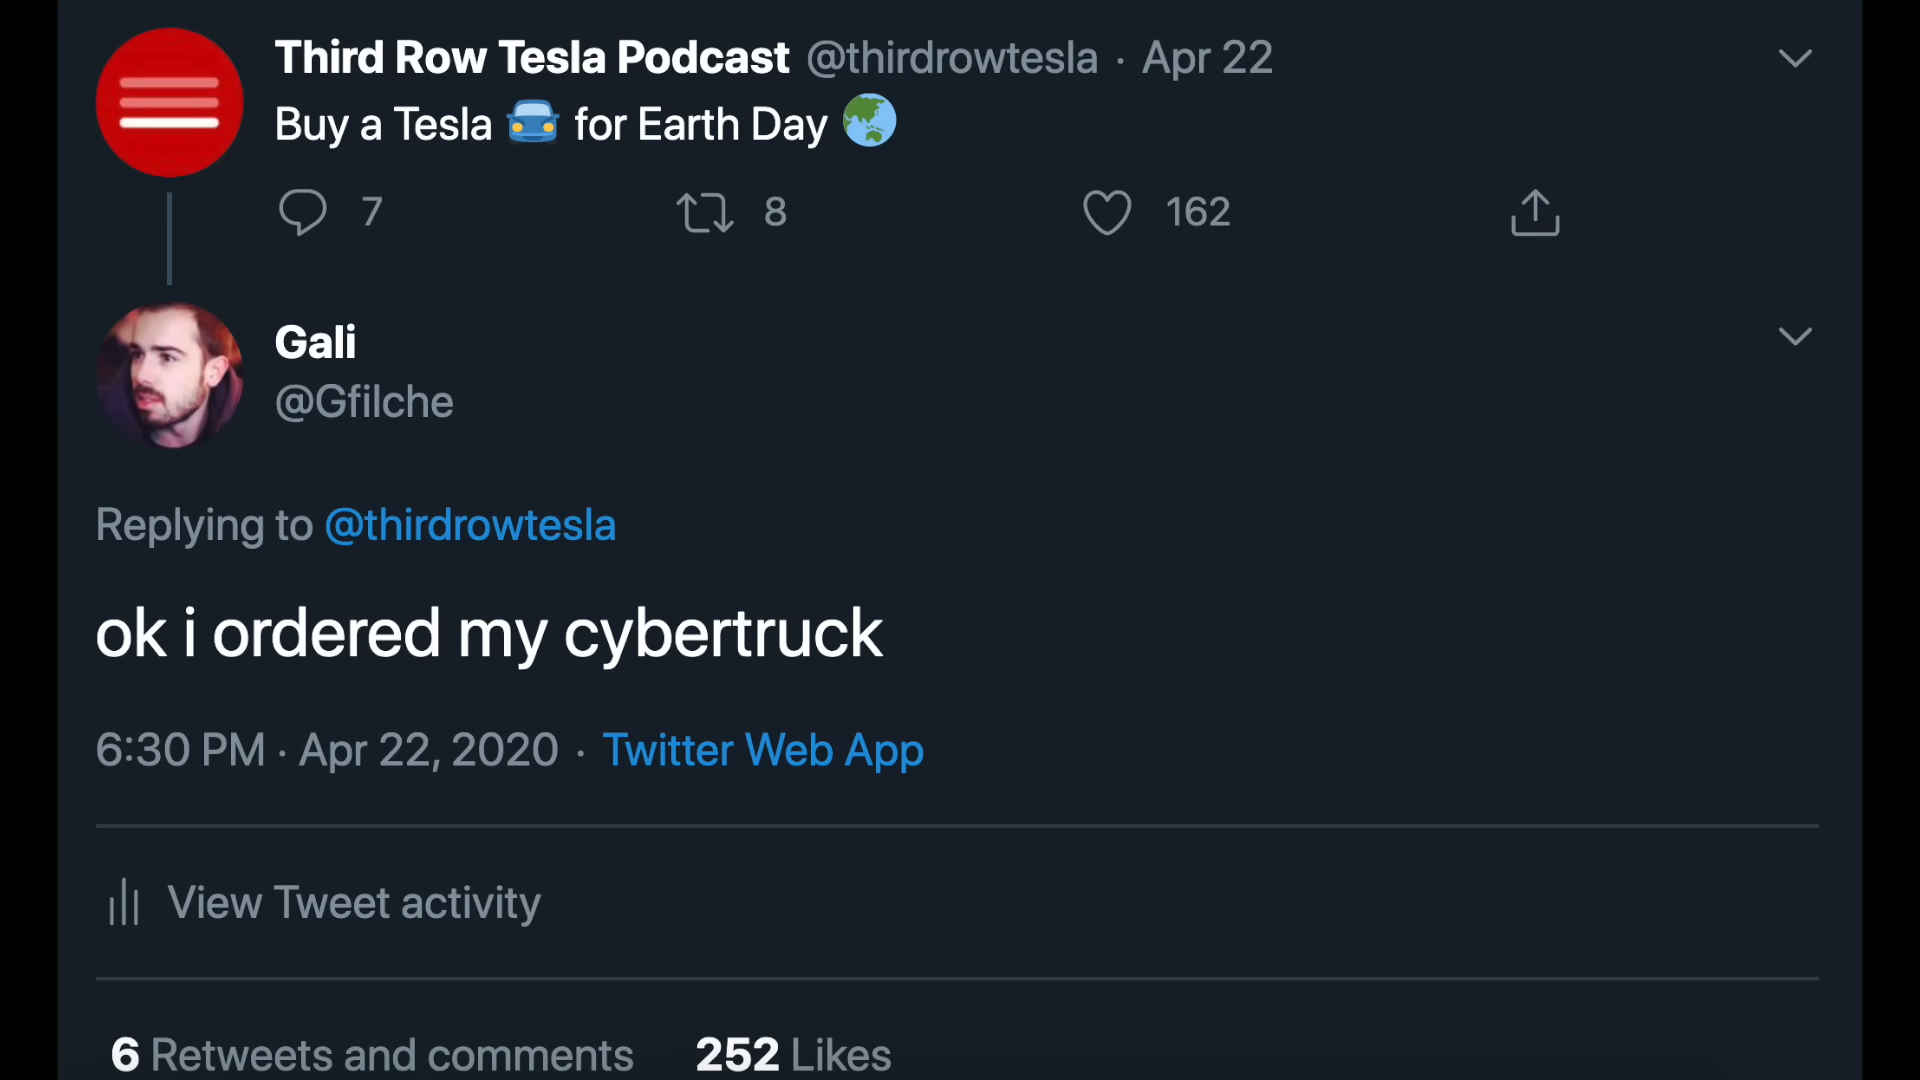 Third Row Tesla Podcast @thirdrowtesla · Apr 22
Buy a Tesla 🚘 for Earth Day 🌏
7 8 162
Gali
@Gfilche
Replying to @thirdrowtesla
ok i ordered my cybertruck
6:30 PM · Apr 22, 2020 · Twitter Web App
View Tweet activity
6 Retweets and comments 252 Likes